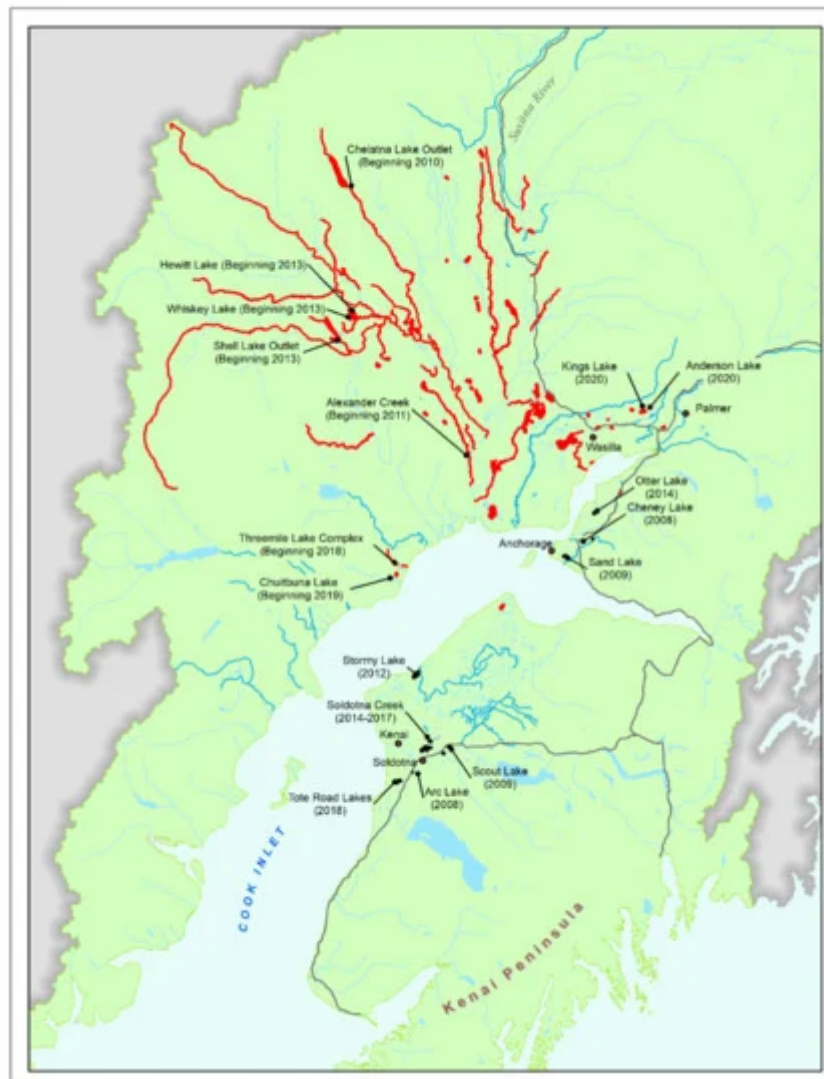 Susitna River
Chelatna Lake Outlet
(Beginning 2010)
Hewitt Lake (Beginning 2013)
Whiskey Lake (Beginning 2013)
Shell Lake Outlet
(Beginning 2013)
Kings Lake
(2020)
Anderson Lake
(2020)
Alexander Creek
(Beginning 2011)
Palmer
Wasilla
Otter Lake
(2014)
Cheney Lake
(2008)
Threemile Lake Complex
(Beginning 2018)
Anchorage
Sand Lake
(2009)
Chuitbuna Lake
(Beginning 2019)
Stormy Lake
(2012)
Soldotna Creek
(2014-2017)
Kenai
Soldotna
Scout Lake
(2009)
Tote Road Lakes
(2018)
Arc Lake
(2008)
COOK INLET
Kenai Peninsula